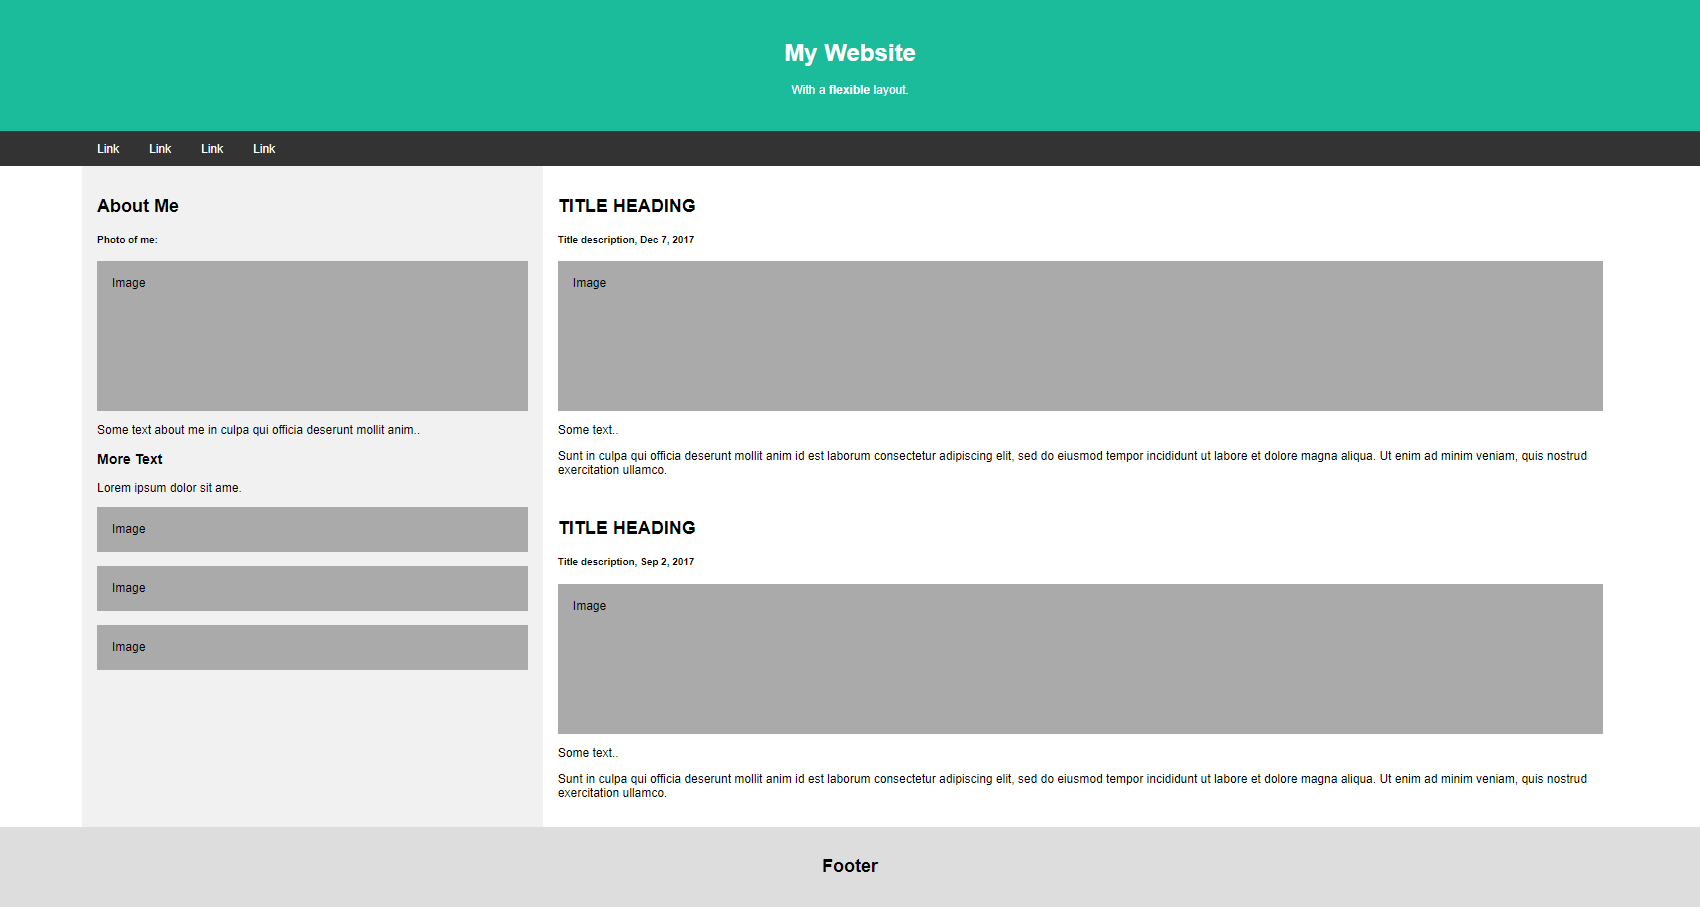 My Website
With a flexible layout.
Link Link Link Link
About Me
Photo of me:
Image
Some text about me in culpa qui officia deserunt mollit anim..
More Text
Lorem ipsum dolor sit ame.
Image
Image
Image
TITLE HEADING
Title description, Dec 7, 2017
Image
Some text..
Sunt in culpa qui officia deserunt mollit anim id est laborum consectetur adipiscing elit, sed do eiusmod tempor incididunt ut labore et dolore magna aliqua. Ut enim ad minim veniam, quis nostrud
exercitation ullamco.
TITLE HEADING
Title description, Sep 2, 2017
Image
Some text..
Sunt in culpa qui officia deserunt mollit anim id est laborum consectetur adipiscing elit, sed do eiusmod tempor incididunt ut labore et dolore magna aliqua. Ut enim ad minim veniam, quis nostrud
exercitation ullamco.
Footer